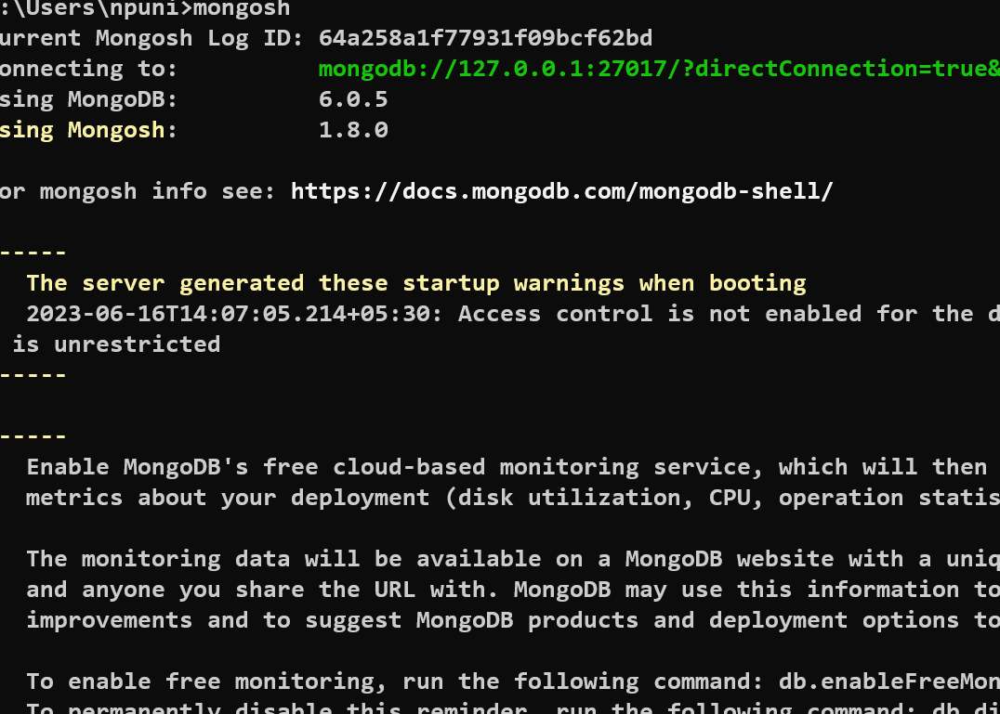 :\Users\npuni>mongosh
urrent Mongosh Log ID: 64a258a1f77931f09bcf62bd
onnecting to: mongodb://127.0.0.1:27017/?directConnection=true&
sing MongoDB: 6.0.5
sing Mongosh: 1.8.0
or mongosh info see: https://docs.mongodb.com/mongodb-shell/
-----
The server generated these startup warnings when booting
2023-06-16T14:07:05.214+05:30: Access control is not enabled for the d
is unrestricted
-----
-----
Enable MongoDB's free cloud-based monitoring service, which will then
metrics about your deployment (disk utilization, CPU, operation statis
The monitoring data will be available on a MongoDB website with a uniq
and anyone you share the URL with. MongoDB may use this information to
improvements and to suggest MongoDB products and deployment options to
To enable free monitoring, run the following command: db.enableFreeMon
To permanently disable this reminder, run the following command: db.di